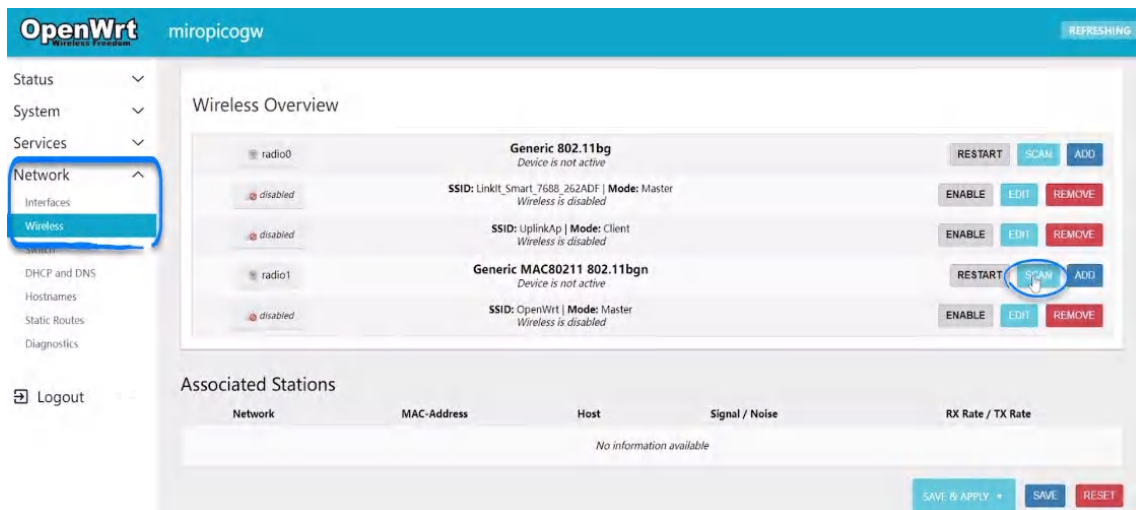 OpenWrt
Wireless Freedom
miropicogw
REFRESHING
Status
System
Services
Network
Interfaces
Wireless
Switch
DHCP and DNS
Hostnames
Static Routes
Diagnostics
Logout
Wireless Overview
radio0 Generic 802.11bg RESTART SCAN ADD
Device is not active
disabled SSID: LinkIt_Smart_7688_262ADF | Mode: Master ENABLE EDIT REMOVE
Wireless is disabled
disabled SSID: UplinkAp | Mode: Client ENABLE EDIT REMOVE
Wireless is disabled
radio1 Generic MAC80211 802.11bgn RESTART SCAN ADD
Device is not active
disabled SSID: OpenWrt | Mode: Master ENABLE EDIT REMOVE
Wireless is disabled
Associated Stations
Network MAC-Address Host Signal / Noise RX Rate / TX Rate
No information available
SAVE & APPLY SAVE RESET